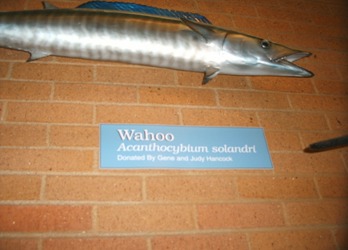 Wahoo
Acanthocybium solandri
Donated By Gene and Judy Hancock